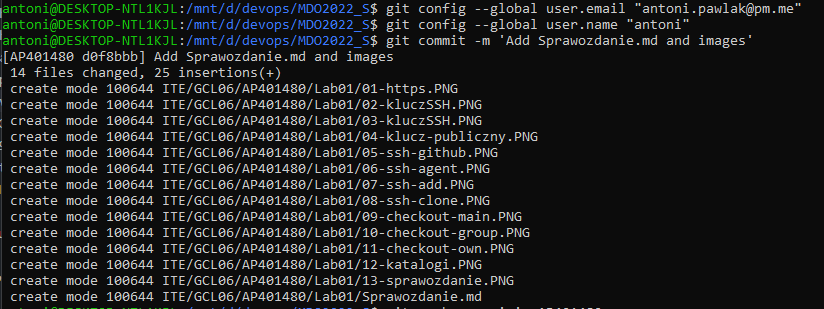 antoni@DESKTOP-NTL1KJL:/mnt/d/devops/MDO2022_S$ git config --global user.email "antoni.pawlak@pm.me"
antoni@DESKTOP-NTL1KJL:/mnt/d/devops/MDO2022_S$ git config --global user.name "antoni"
antoni@DESKTOP-NTL1KJL:/mnt/d/devops/MDO2022_S$ git commit -m 'Add Sprawozdanie.md and images'
[AP401480 d0f8bbb] Add Sprawozdanie.md and images
 14 files changed, 25 insertions(+)
 create mode 100644 ITE/GCL06/AP401480/Lab01/01-https.PNG
 create mode 100644 ITE/GCL06/AP401480/Lab01/02-kluczSSH.PNG
 create mode 100644 ITE/GCL06/AP401480/Lab01/03-kluczSSH.PNG
 create mode 100644 ITE/GCL06/AP401480/Lab01/04-klucz-publiczny.PNG
 create mode 100644 ITE/GCL06/AP401480/Lab01/05-ssh-github.PNG
 create mode 100644 ITE/GCL06/AP401480/Lab01/06-ssh-agent.PNG
 create mode 100644 ITE/GCL06/AP401480/Lab01/07-ssh-add.PNG
 create mode 100644 ITE/GCL06/AP401480/Lab01/08-ssh-clone.PNG
 create mode 100644 ITE/GCL06/AP401480/Lab01/09-checkout-main.PNG
 create mode 100644 ITE/GCL06/AP401480/Lab01/10-checkout-group.PNG
 create mode 100644 ITE/GCL06/AP401480/Lab01/11-checkout-own.PNG
 create mode 100644 ITE/GCL06/AP401480/Lab01/12-katalogi.PNG
 create mode 100644 ITE/GCL06/AP401480/Lab01/13-sprawozdanie.PNG
 create mode 100644 ITE/GCL06/AP401480/Lab01/Sprawozdanie.md